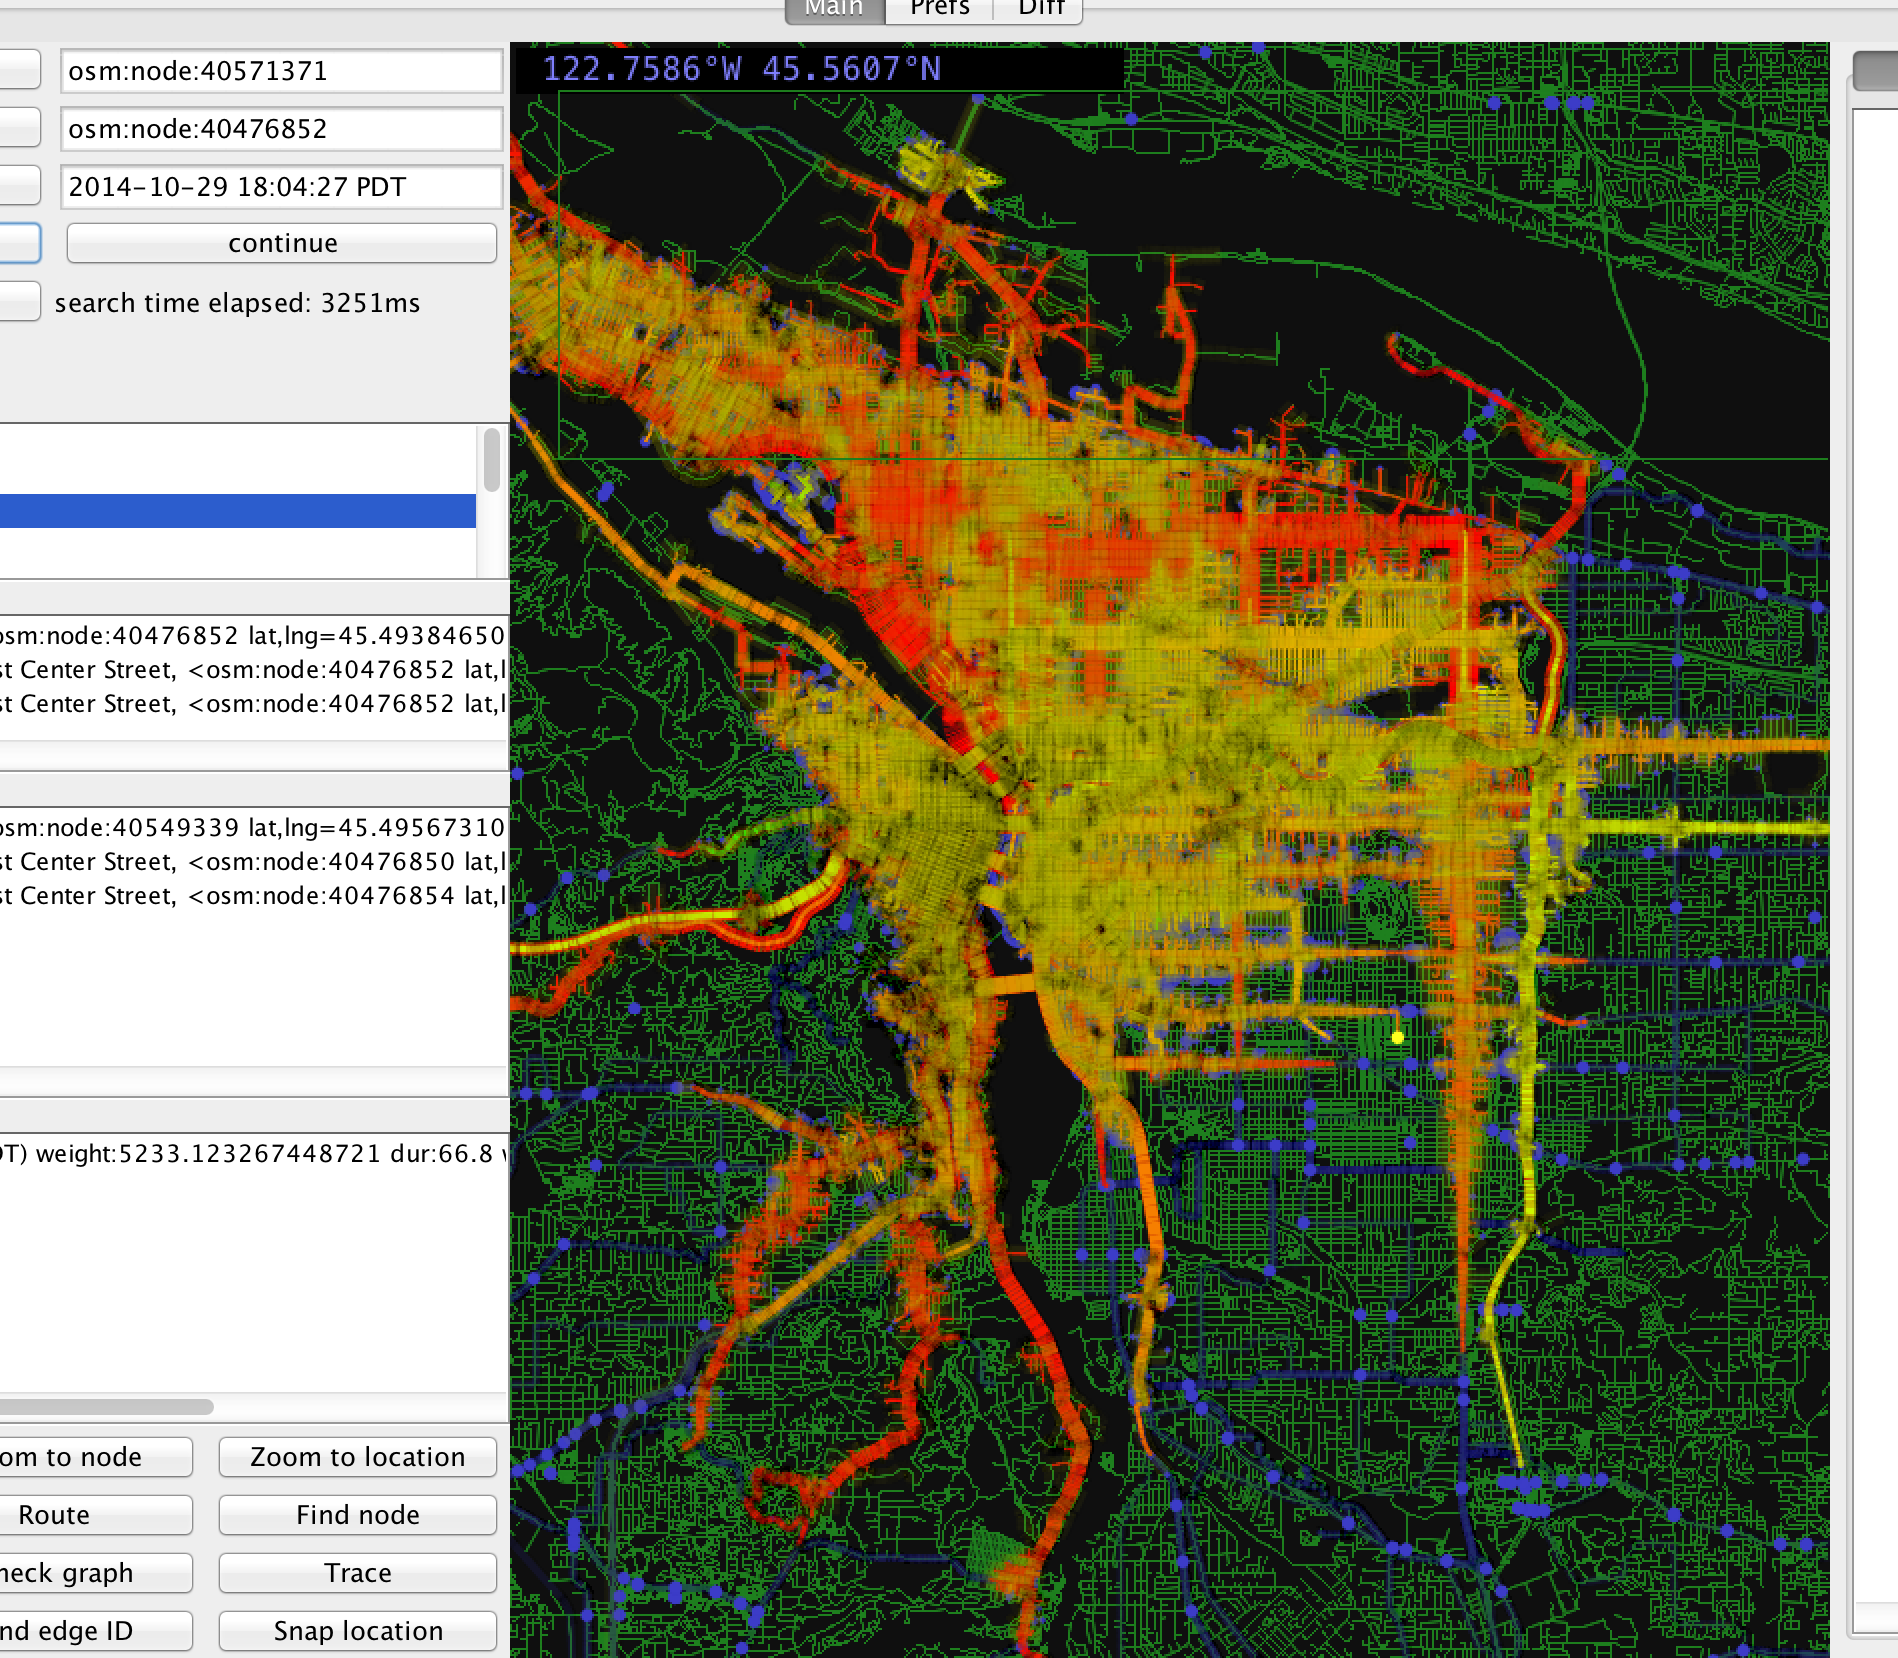 Main Prefs Diff
122.7586°W 45.5607°N
osm:node:40571371
osm:node:40476852
2014-10-29 18:04:27 PDT
continue
search time elapsed: 3251ms
osm:node:40476852 lat,lng=45.49384650
st Center Street, <osm:node:40476852 lat,l
st Center Street, <osm:node:40476852 lat,l
osm:node:40549339 lat,lng=45.49567310
st Center Street, <osm:node:40476850 lat,l
st Center Street, <osm:node:40476854 lat,l
DT) weight:5233.123267448721 dur:66.8
om to node Zoom to location
Route Find node
heck graph Trace
nd edge ID Snap location